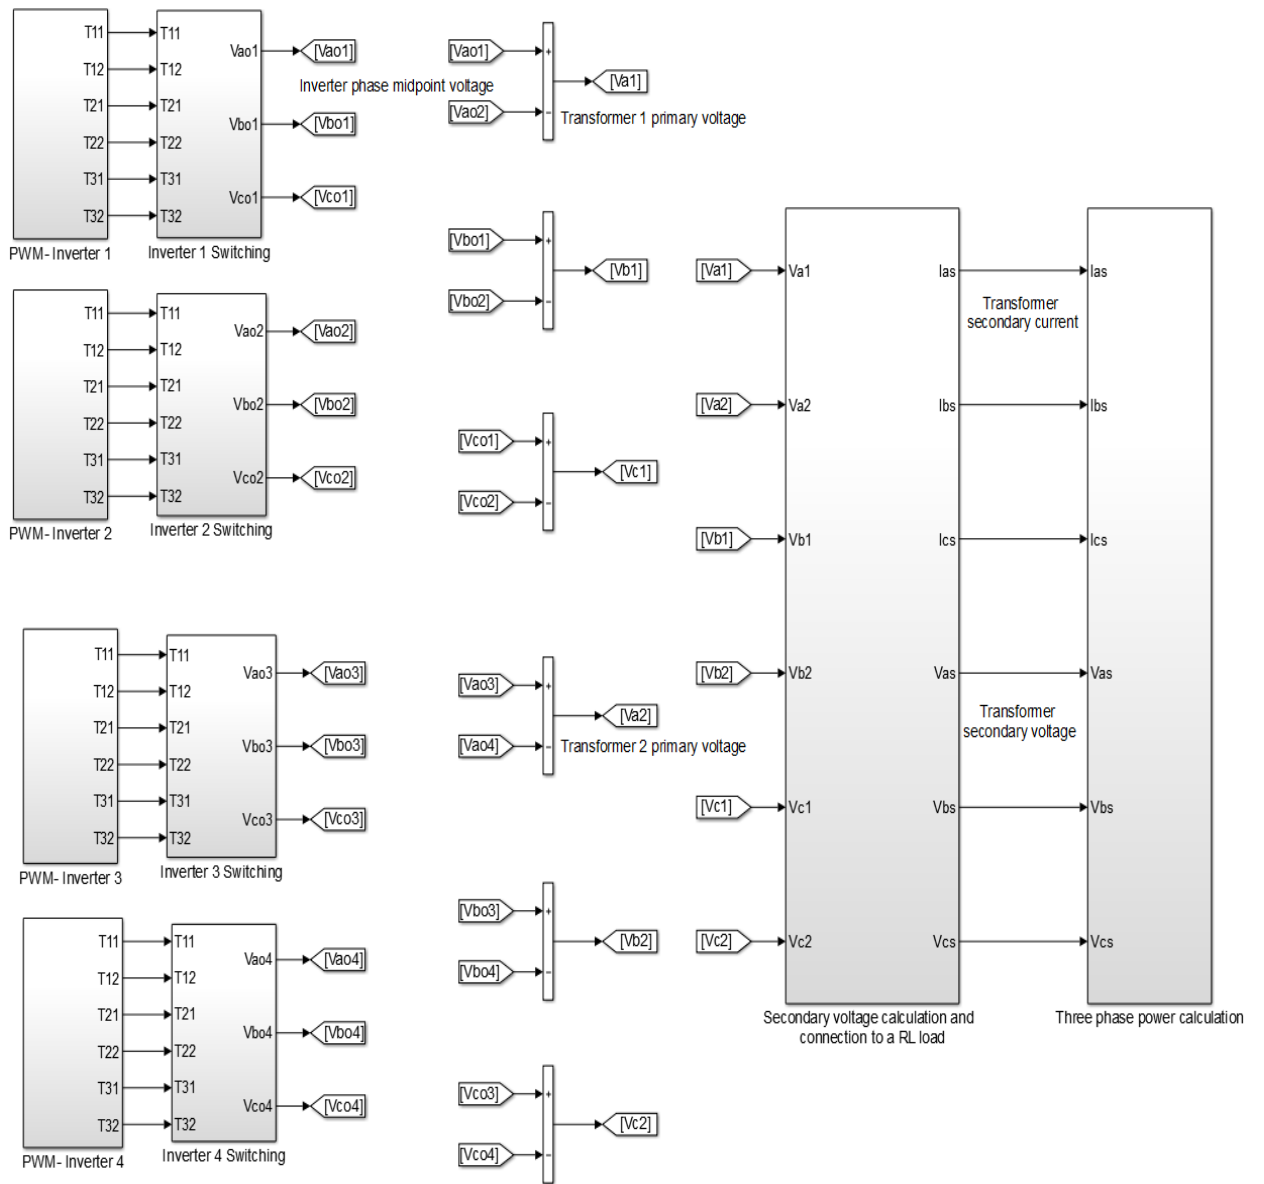 T11
T12
T21
T22
T31
T32
PWM- Inverter 1
T11
T12
T21
T22
T31
T32
Vao1
Vbo1
Vco1
Inverter 1 Switching
[Vao1]
Inverter phase midpoint voltage
[Vbo1]
[Vco1]
[Vao1]
+
[Vao2]
-
[Va1]
Transformer 1 primary voltage
T11
T12
T21
T22
T31
T32
PWM- Inverter 2
T11
T12
T21
T22
T31
T32
Vao2
Vbo2
Vco2
Inverter 2 Switching
[Vao2]
[Vbo2]
[Vco2]
[Vbo1]
+
[Vbo2]
-
[Vb1]
[Vco1]
+
[Vco2]
-
[Vc1]
T11
T12
T21
T22
T31
T32
PWM- Inverter 3
T11
T12
T21
T22
T31
T32
Vao3
Vbo3
Vco3
Inverter 3 Switching
[Vao3]
[Vbo3]
[Vco3]
[Vao3]
+
[Vao4]
-
[Va2]
Transformer 2 primary voltage
T11
T12
T21
T22
T31
T32
PWM- Inverter 4
T11
T12
T21
T22
T31
T32
Vao4
Vbo4
Vco4
Inverter 4 Switching
[Vao4]
[Vbo4]
[Vco4]
[Vbo3]
+
[Vbo4]
-
[Vb2]
[Vco3]
+
[Vco4]
-
[Vc2]
[Va1]
[Va2]
[Vb1]
[Vb2]
[Vc1]
[Vc2]
Va1
Va2
Vb1
Vb2
Vc1
Vc2
Ias
Ibs
Ics
Vas
Vbs
Vcs
Secondary voltage calculation and
connection to a RL load
Transformer
secondary current
Transformer
secondary voltage
Ias
Ibs
Ics
Vas
Vbs
Vcs
Three phase power calculation